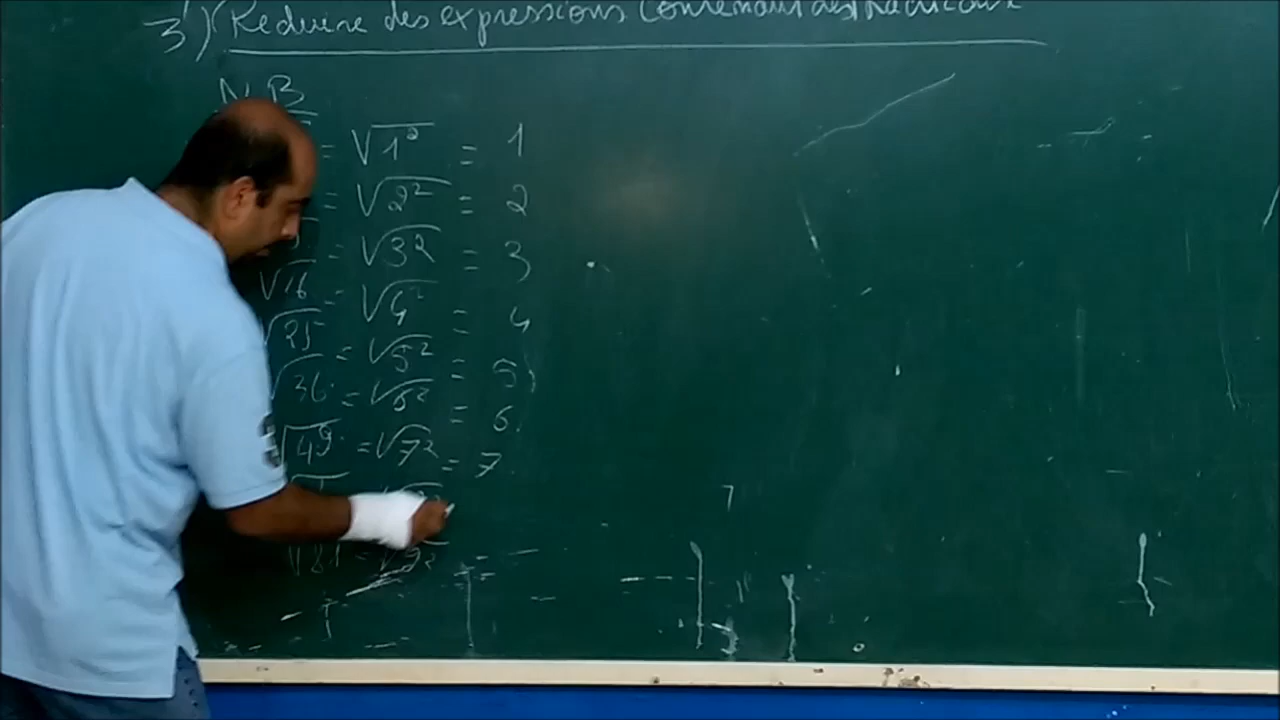 3') Réduire des expressions contenant des radicaux
N.B
= √1² = 1
= √2² = 2
= √3² = 3
√16 = √4² = 4
√25 = √5² = 5
√36 = √6² = 6
√49 = √7² = 7
√81 = √9²